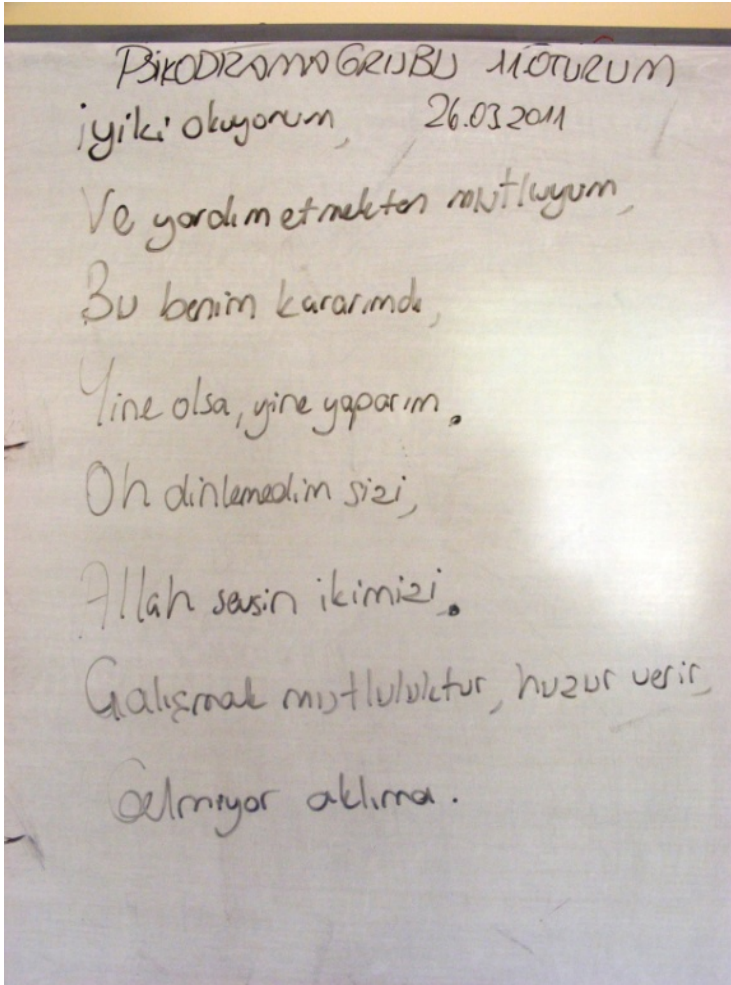 PSİKODRAMA GRUBU 11.OTURUM
iyiki okuyorum, 26.03.2011
Ve yardım etmekten mutluyum,
Bu benim kararımdı,
Yine olsa, yine yaparım.
Oh dinlemedim sizi,
Allah sevsin ikimizi.
Çalışmak mutluluktur, huzur verir,
Gelmiyor aklıma.